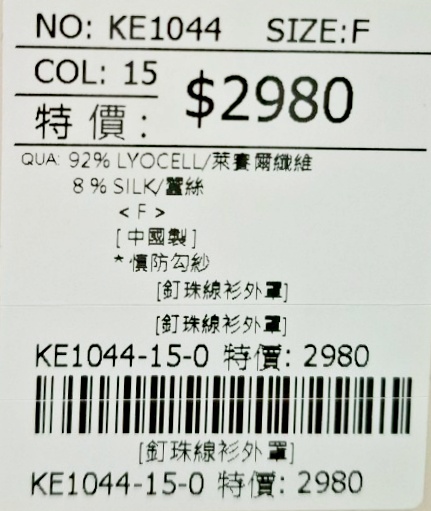 NO: KE1044 SIZE:F
COL: 15
$2980
特價:
QUA: 92% LYOCELL/萊賽爾纖維
8% SILK/蠶絲
<F>
[中國製]
*慎防勾紗
[釘珠線衫外罩]
[釘珠線衫外罩]
KE1044-15-0 特價: 2980
[釘珠線衫外罩]
KE1044-15-0 特價: 2980